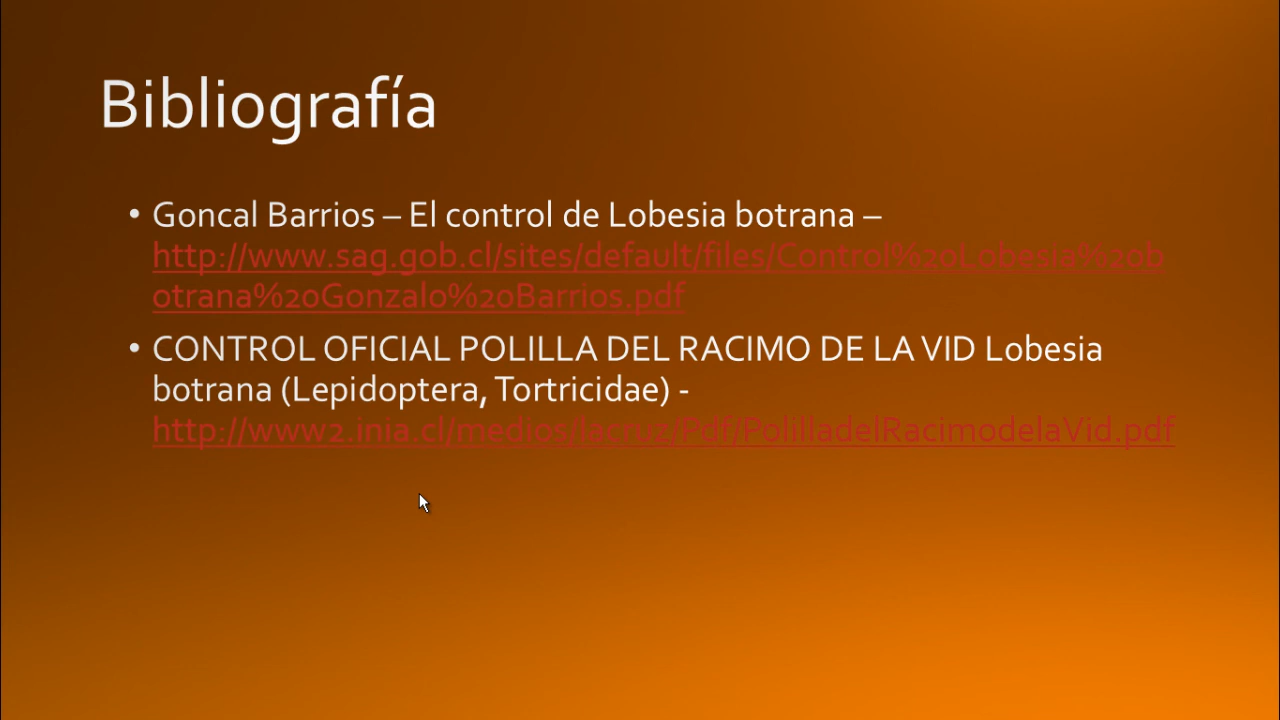 Bibliografía
• Goncal Barrios – El control de Lobesia botrana –
http://www.sag.gob.cl/sites/default/files/Control%20Lobesia%20b
otrana%20Gonzalo%20Barrios.pdf
• CONTROL OFICIAL POLILLA DEL RACIMO DE LA VID Lobesia
botrana (Lepidoptera, Tortricidae) -
http://www2.inia.cl/medios/lacruz/Pdf/PolilladelRacimodelaVid.pdf